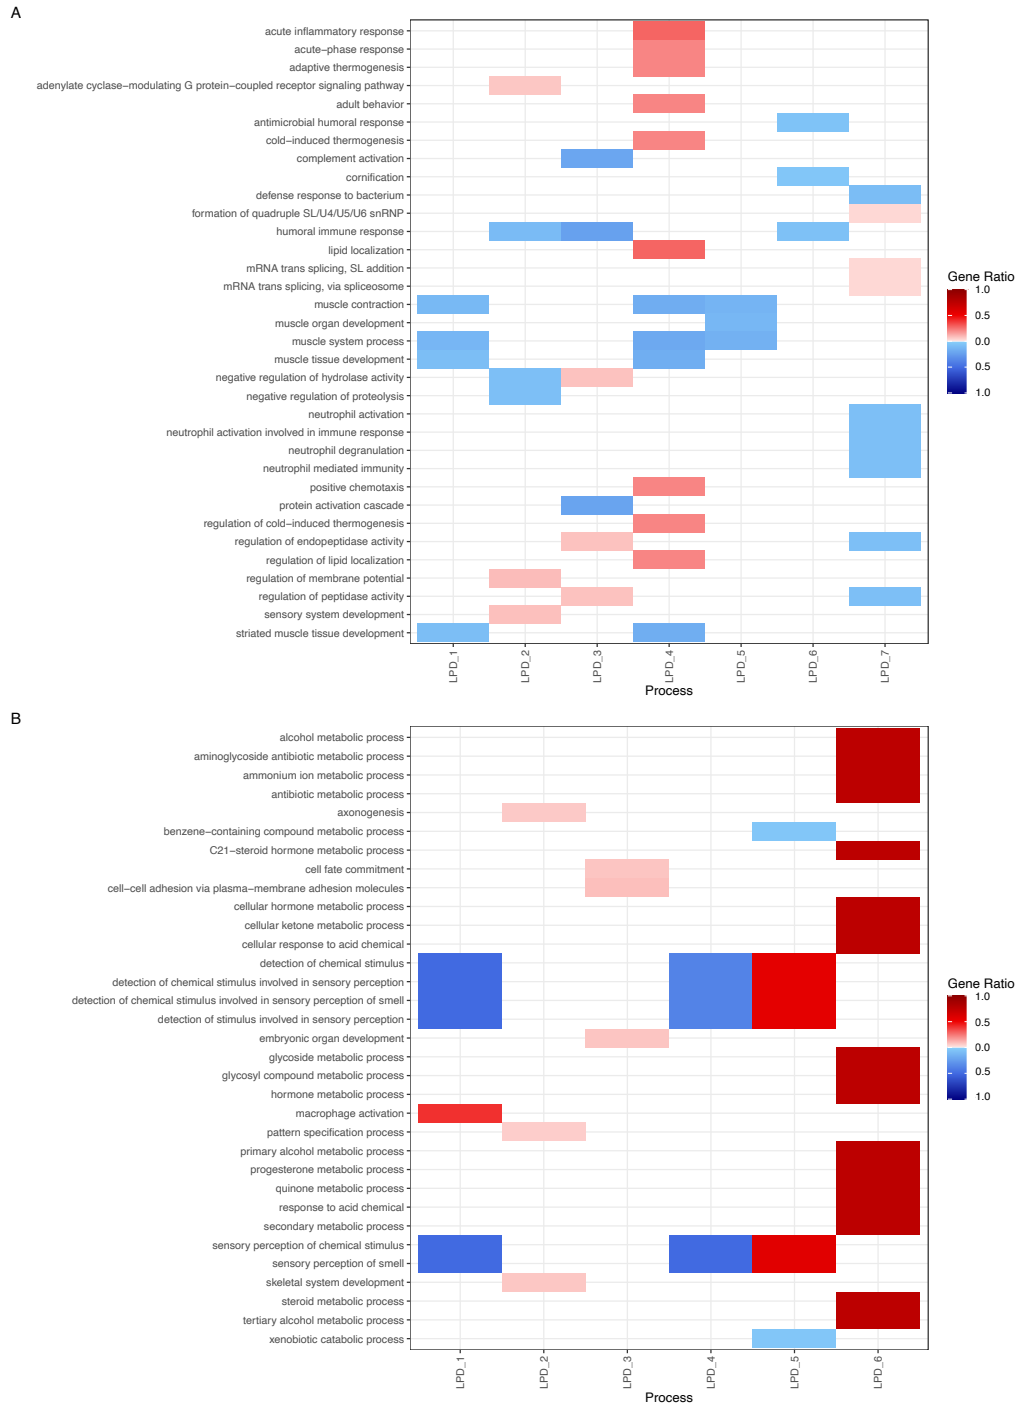 A
acute inflammatory response
acute−phase response
adaptive thermogenesis
adenylate cyclase−modulating G protein−coupled receptor signaling pathway
adult behavior
antimicrobial humoral response
cold−induced thermogenesis
complement activation
cornification
defense response to bacterium
formation of quadruple SL/U4/U5/U6 snRNP
humoral immune response
lipid localization
mRNA trans splicing, SL addition
mRNA trans splicing, via spliceosome
muscle contraction
muscle organ development
muscle system process
muscle tissue development
negative regulation of hydrolase activity
negative regulation of proteolysis
neutrophil activation
neutrophil activation involved in immune response
neutrophil degranulation
neutrophil mediated immunity
positive chemotaxis
protein activation cascade
regulation of cold−induced thermogenesis
regulation of endopeptidase activity
regulation of lipid localization
regulation of membrane potential
regulation of peptidase activity
sensory system development
striated muscle tissue development
LPD_1
LPD_2
LPD_3
LPD_4
LPD_5
LPD_6
LPD_7
Process
Gene Ratio
1.0
0.5
0.0
0.5
1.0
B
alcohol metabolic process
aminoglycoside antibiotic metabolic process
ammonium ion metabolic process
antibiotic metabolic process
axonogenesis
benzene−containing compound metabolic process
C21−steroid hormone metabolic process
cell fate commitment
cell−cell adhesion via plasma−membrane adhesion molecules
cellular hormone metabolic process
cellular ketone metabolic process
cellular response to acid chemical
detection of chemical stimulus
detection of chemical stimulus involved in sensory perception
detection of chemical stimulus involved in sensory perception of smell
detection of stimulus involved in sensory perception
embryonic organ development
glycoside metabolic process
glycosyl compound metabolic process
hormone metabolic process
macrophage activation
pattern specification process
primary alcohol metabolic process
progesterone metabolic process
quinone metabolic process
response to acid chemical
secondary metabolic process
sensory perception of chemical stimulus
sensory perception of smell
skeletal system development
steroid metabolic process
tertiary alcohol metabolic process
xenobiotic catabolic process
LPD_1
LPD_2
LPD_3
LPD_4
LPD_5
LPD_6
Process
Gene Ratio
1.0
0.5
0.0
0.5
1.0